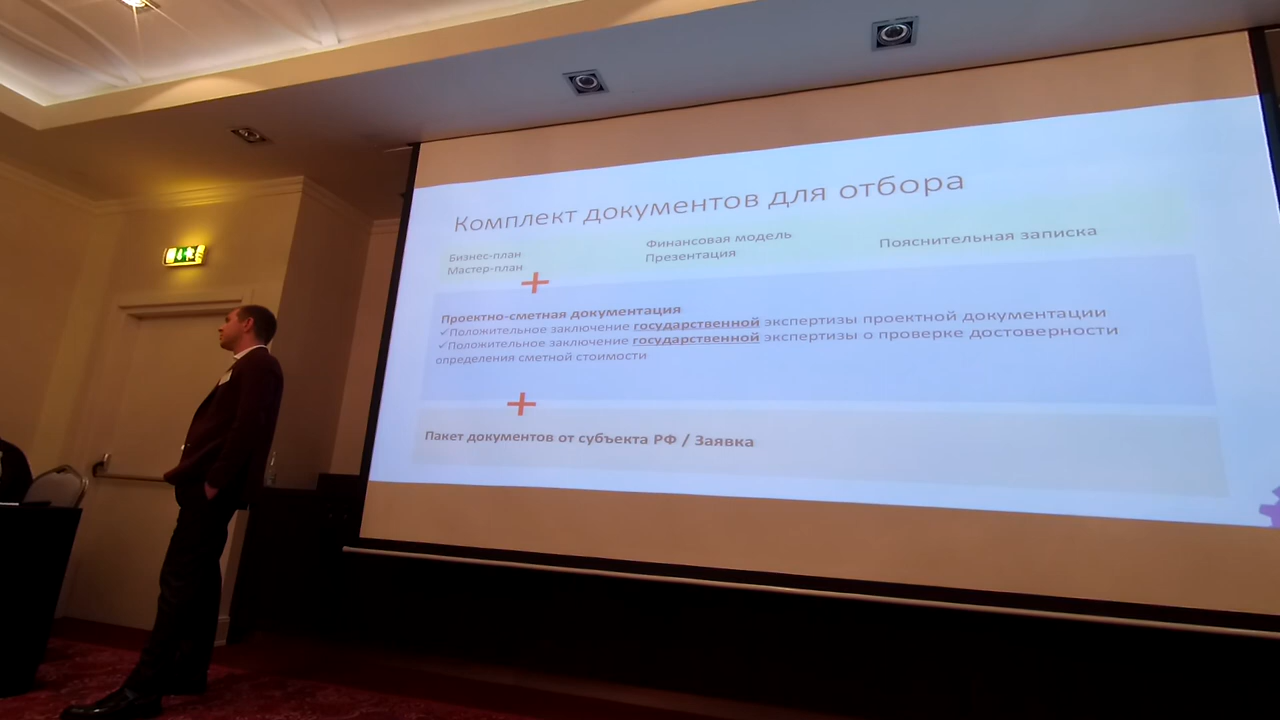 Комплект документов для отбора
Бизнес-план
Мастер-план
Финансовая модель
Презентация
Пояснительная записка
+
Проектно-сметная документация
✓Положительное заключение государственной экспертизы проектной документации
✓Положительное заключение государственной экспертизы о проверке достоверности
определения сметной стоимости
+
Пакет документов от субъекта РФ / Заявка